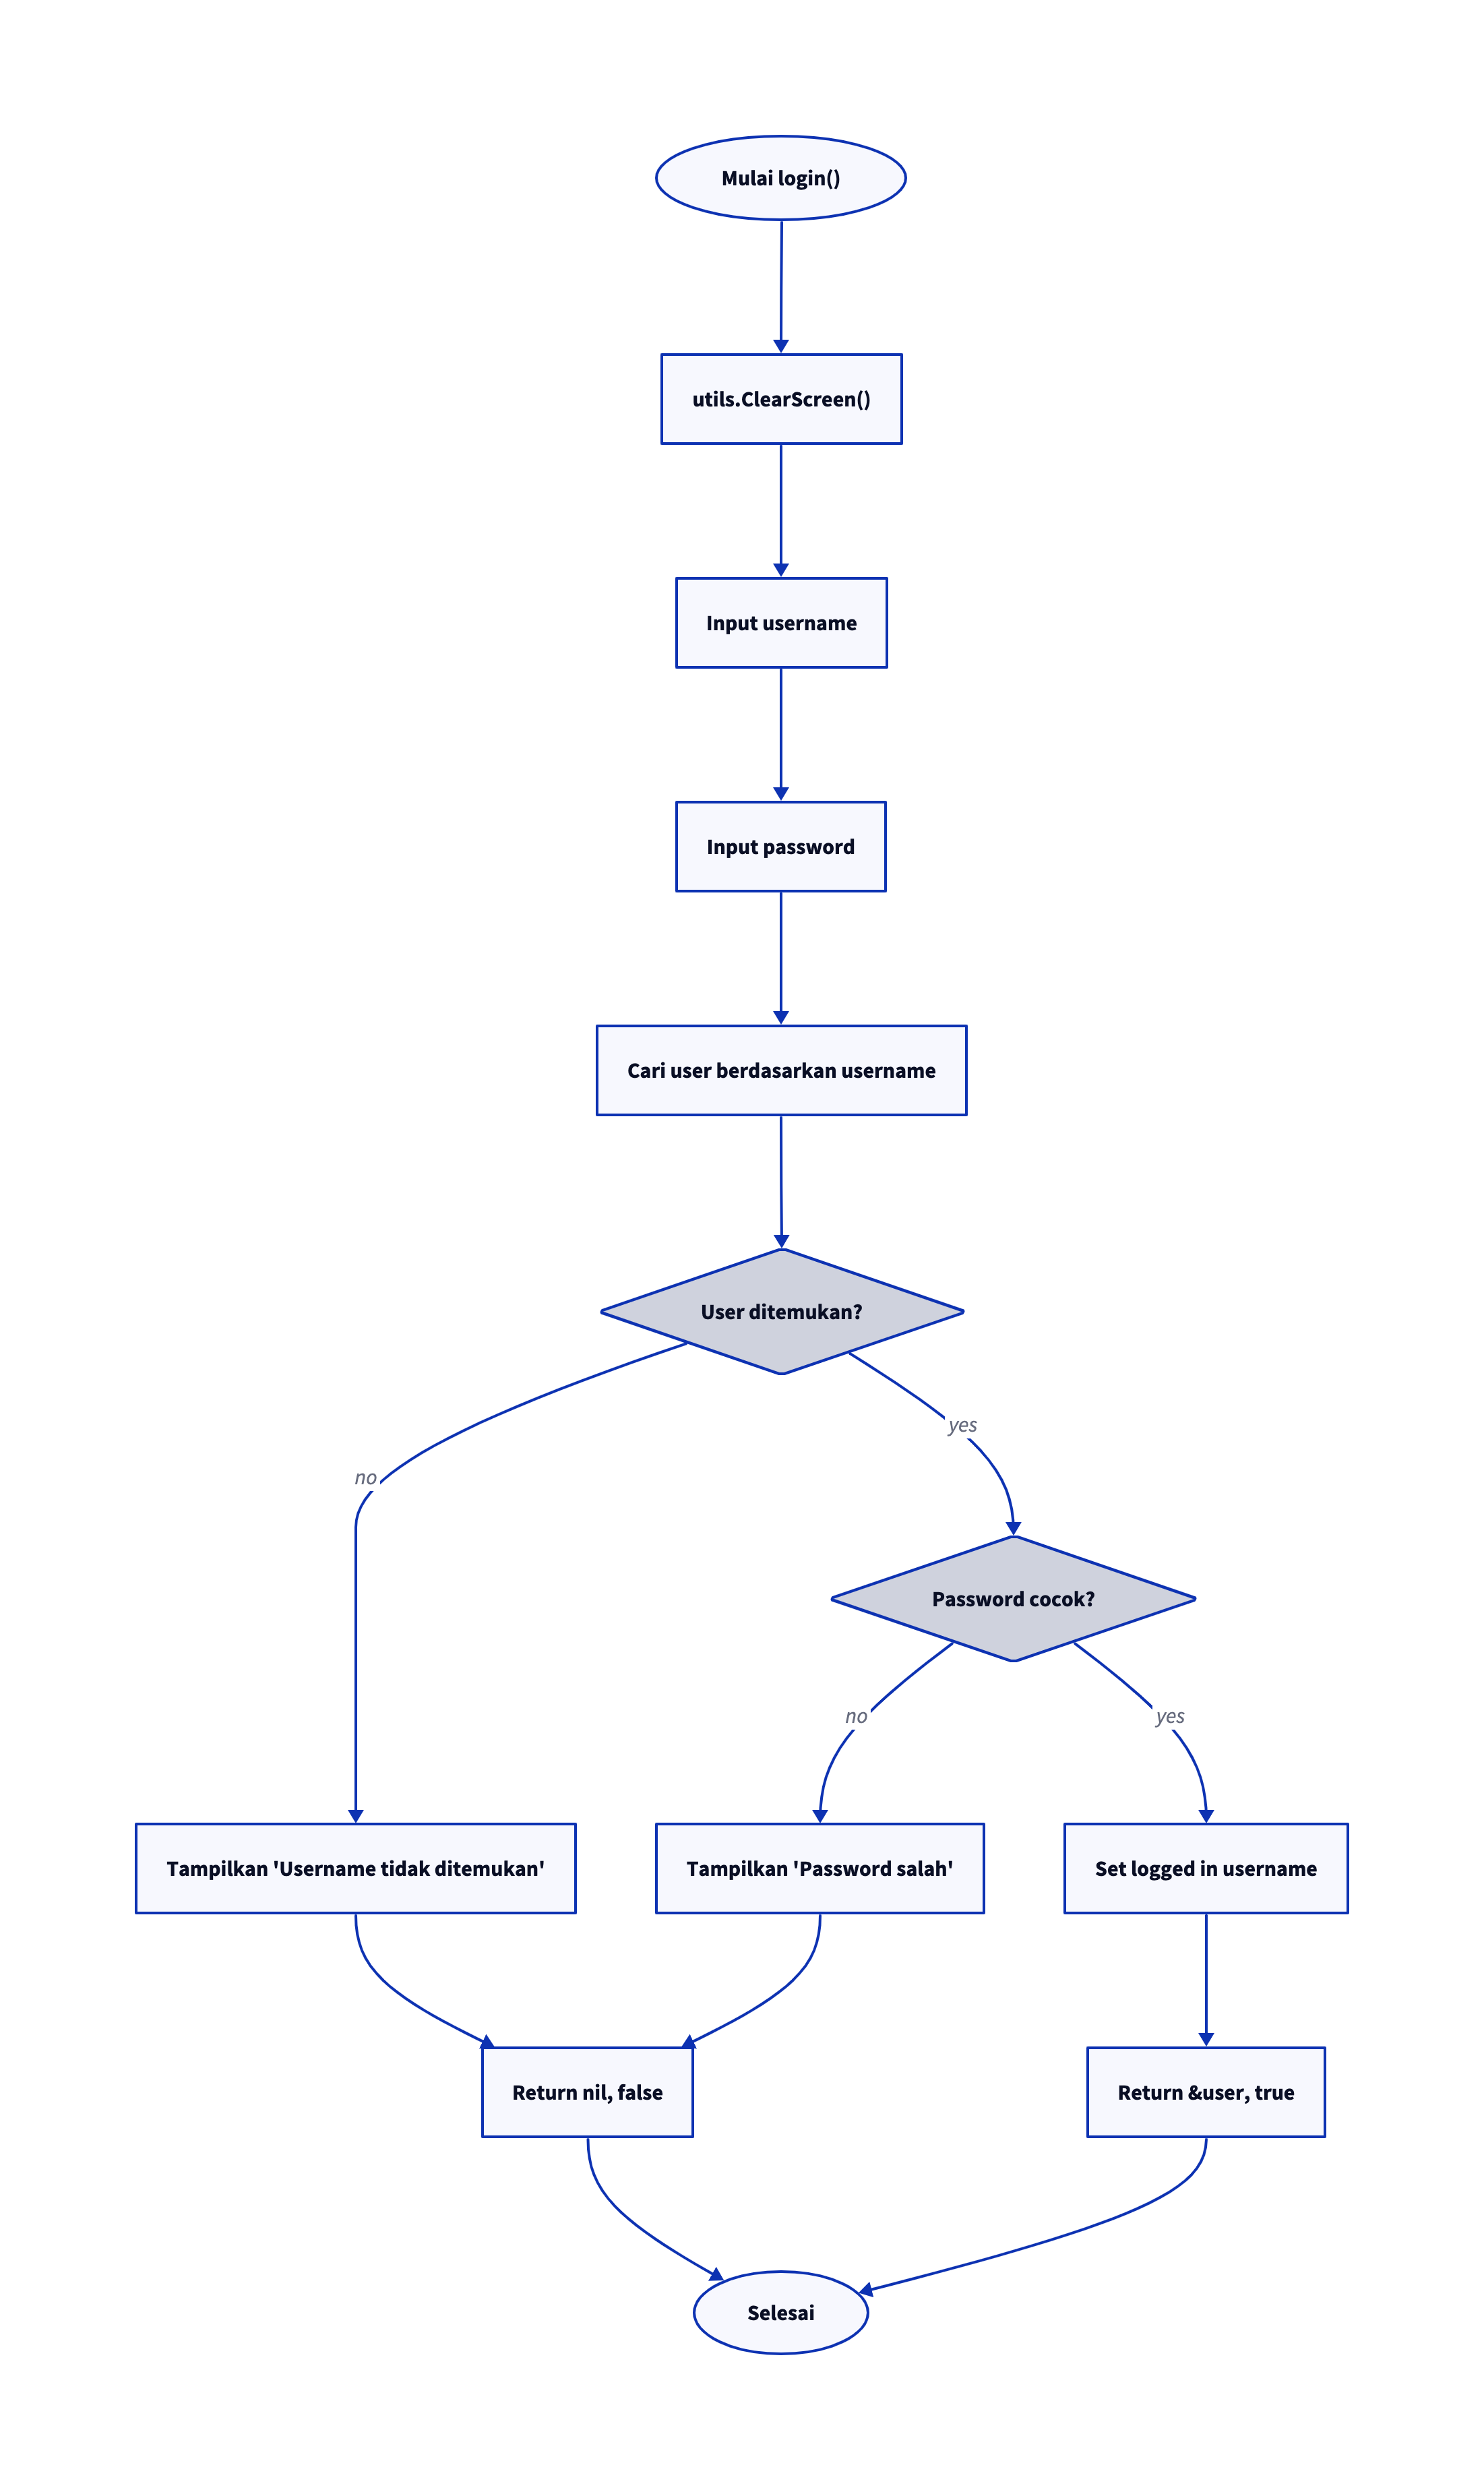 Mulai login()
utils.ClearScreen()
Input username
Input password
Cari user berdasarkan username
User ditemukan?
yes
no
Password cocok?
no
yes
Tampilkan 'Username tidak ditemukan'
Tampilkan 'Password salah'
Set logged in username
Return nil, false
Return &user, true
Selesai